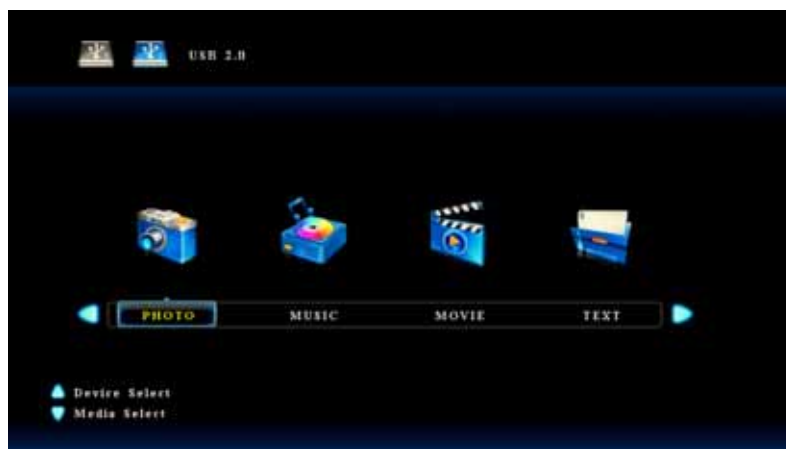 USB 2.0
PHOTO MUSIC MOVIE TEXT
Device Select
Media Select